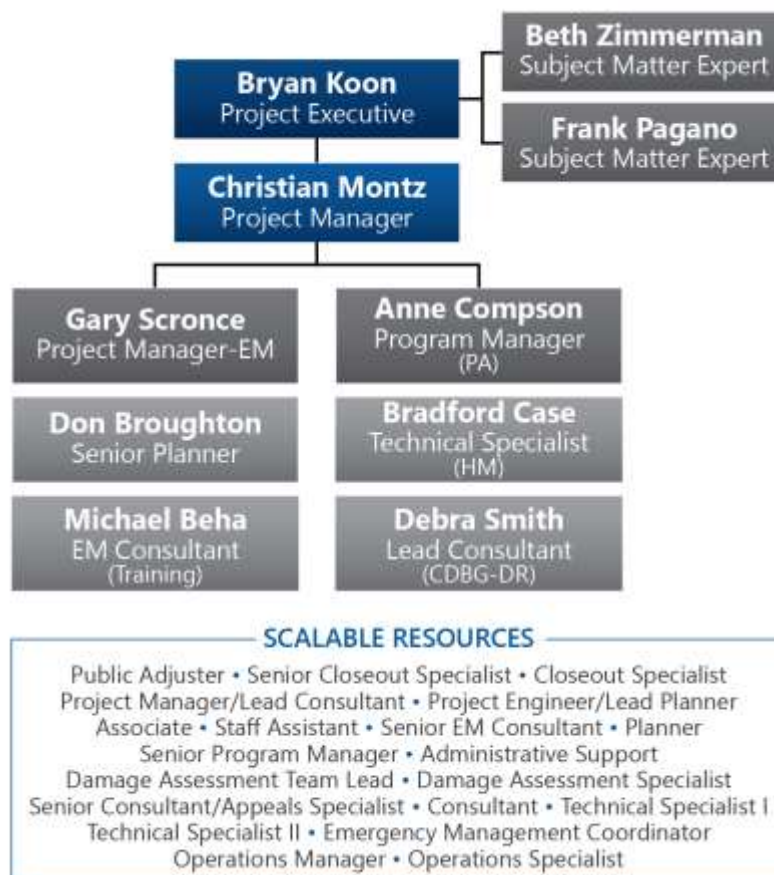 Bryan Koon
Project Executive
Beth Zimmerman
Subject Matter Expert
Frank Pagano
Subject Matter Expert
Christian Montz
Project Manager
Gary Scronce
Project Manager-EM
Don Broughton
Senior Planner
Michael Beha
EM Consultant
(Training)
Anne Compson
Program Manager
(PA)
Bradford Case
Technical Specialist
(HM)
Debra Smith
Lead Consultant
(CDBG-DR)
SCALABLE RESOURCES
Public Adjuster • Senior Closeout Specialist • Closeout Specialist
Project Manager/Lead Consultant • Project Engineer/Lead Planner
Associate • Staff Assistant • Senior EM Consultant • Planner
Senior Program Manager • Administrative Support
Damage Assessment Team Lead • Damage Assessment Specialist
Senior Consultant/Appeals Specialist • Consultant • Technical Specialist I
Technical Specialist II • Emergency Management Coordinator
Operations Manager • Operations Specialist